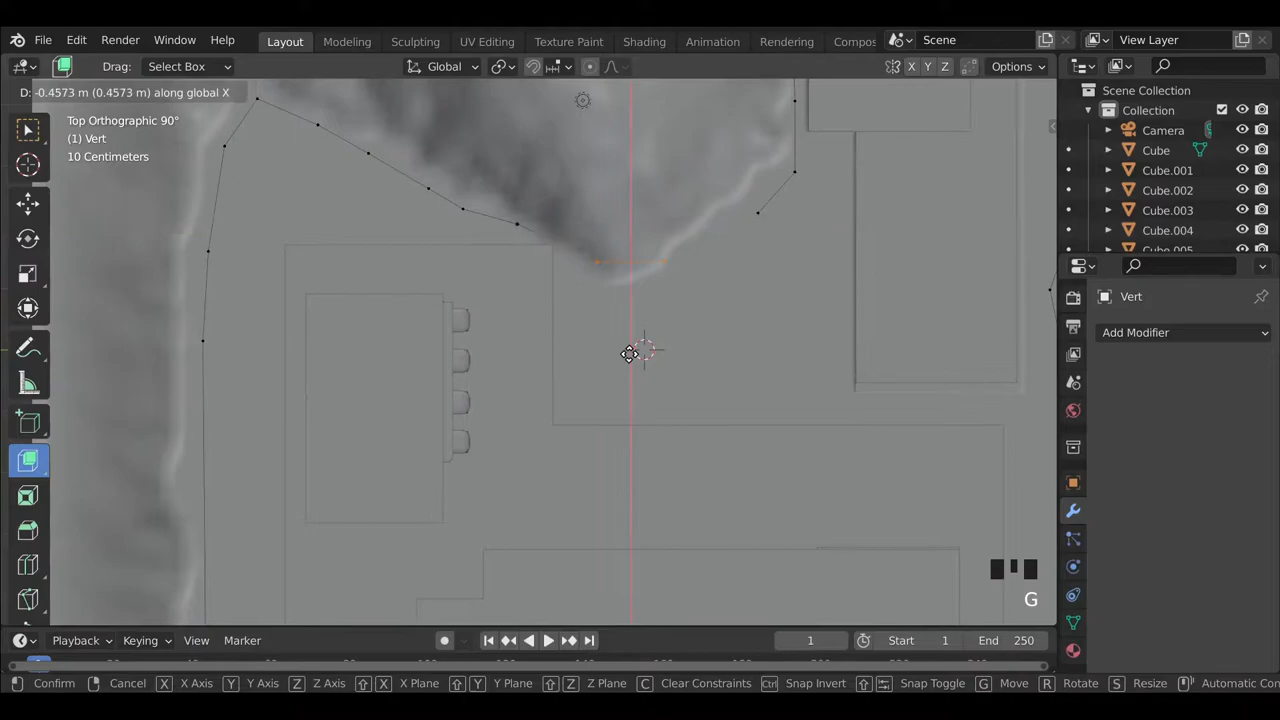 File Edit Render Window Help Layout Modeling Sculpting UV Editing Texture Paint Shading Animation Rendering Compos Scene View Layer
Drag: Select Box Global X Y Z Options
D: -0.4573 m (0.4573 m) along global X
Top Orthographic 90°
(1) Vert
10 Centimeters
Scene Collection
Collection
Camera
Cube
Cube.001
Cube.002
Cube.003
Cube.004
Cube.005
Vert
Add Modifier
G
Playback Keying View Marker 1 Start 1 End 250
Confirm Cancel X X Axis Y Y Axis Z Z Axis X X Plane Y Y Plane Z Z Plane C Clear Constraints Ctrl Snap Invert Snap Toggle G Move R Rotate S Resize Automatic Con